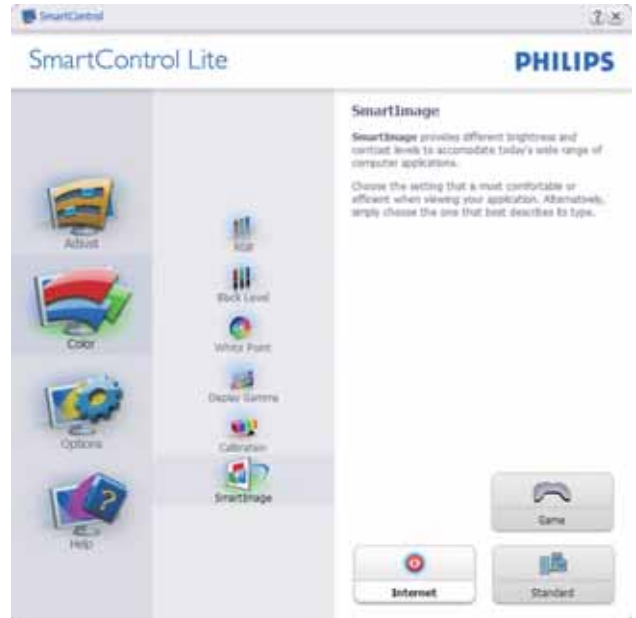 SmartControl
SmartControl Lite
PHILIPS
Adjust
Color
Options
Help
RGB
Black Level
White Point
Display Gamma
Calibration
SmartImage
SmartImage
SmartImage provides different brightness and
contrast levels to accomodate today's wide range of
computer applications.
Choose the setting that is most comfortable or
efficient when viewing your application. Alternatively,
simply choose the one that best describes its type.
Game
Internet
Standard